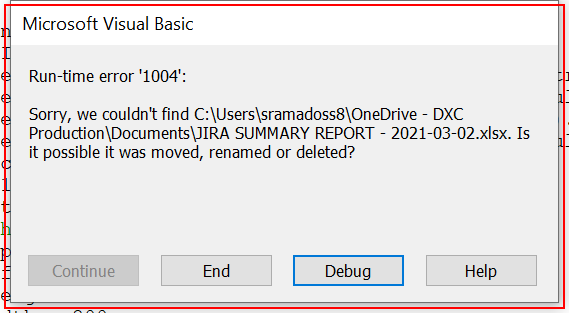 Microsoft Visual Basic
Run-time error '1004':
Sorry, we couldn't find C:\Users\sramadoss8\OneDrive - DXC
Production\Documents\JIRA SUMMARY REPORT - 2021-03-02.xlsx. Is
it possible it was moved, renamed or deleted?
Continue
End
Debug
Help